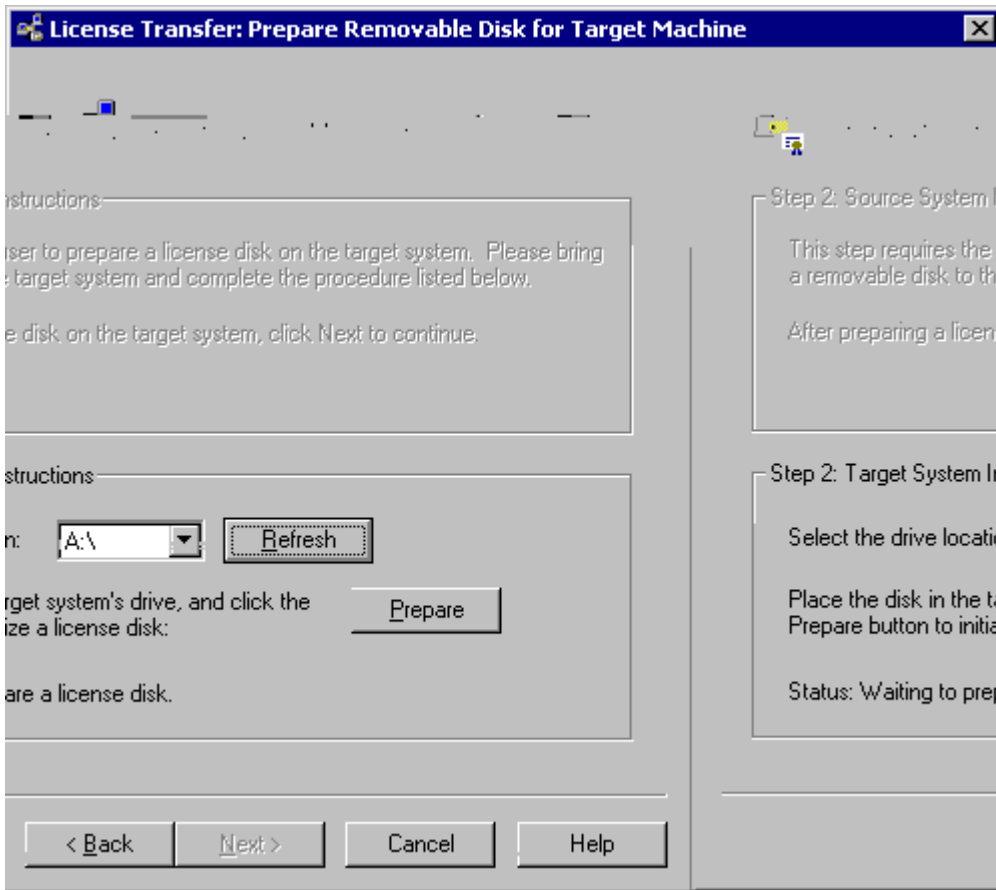 License Transfer: Prepare Removable Disk for Target Machine
nstructions
user to prepare a license disk on the target system. Please bring
target system and complete the procedure listed below.
e disk on the target system, click Next to continue.
Step 2: Source System
This step requires the
a removable disk to th
After preparing a licen
structions
n:
A:\
Refresh
rget system's drive, and click the
ize a license disk:
Prepare
are a license disk.
Step 2: Target System I
Select the drive locatio
Place the disk in the ta
Prepare button to initia
Status: Waiting to prep
< Back
Next >
Cancel
Help